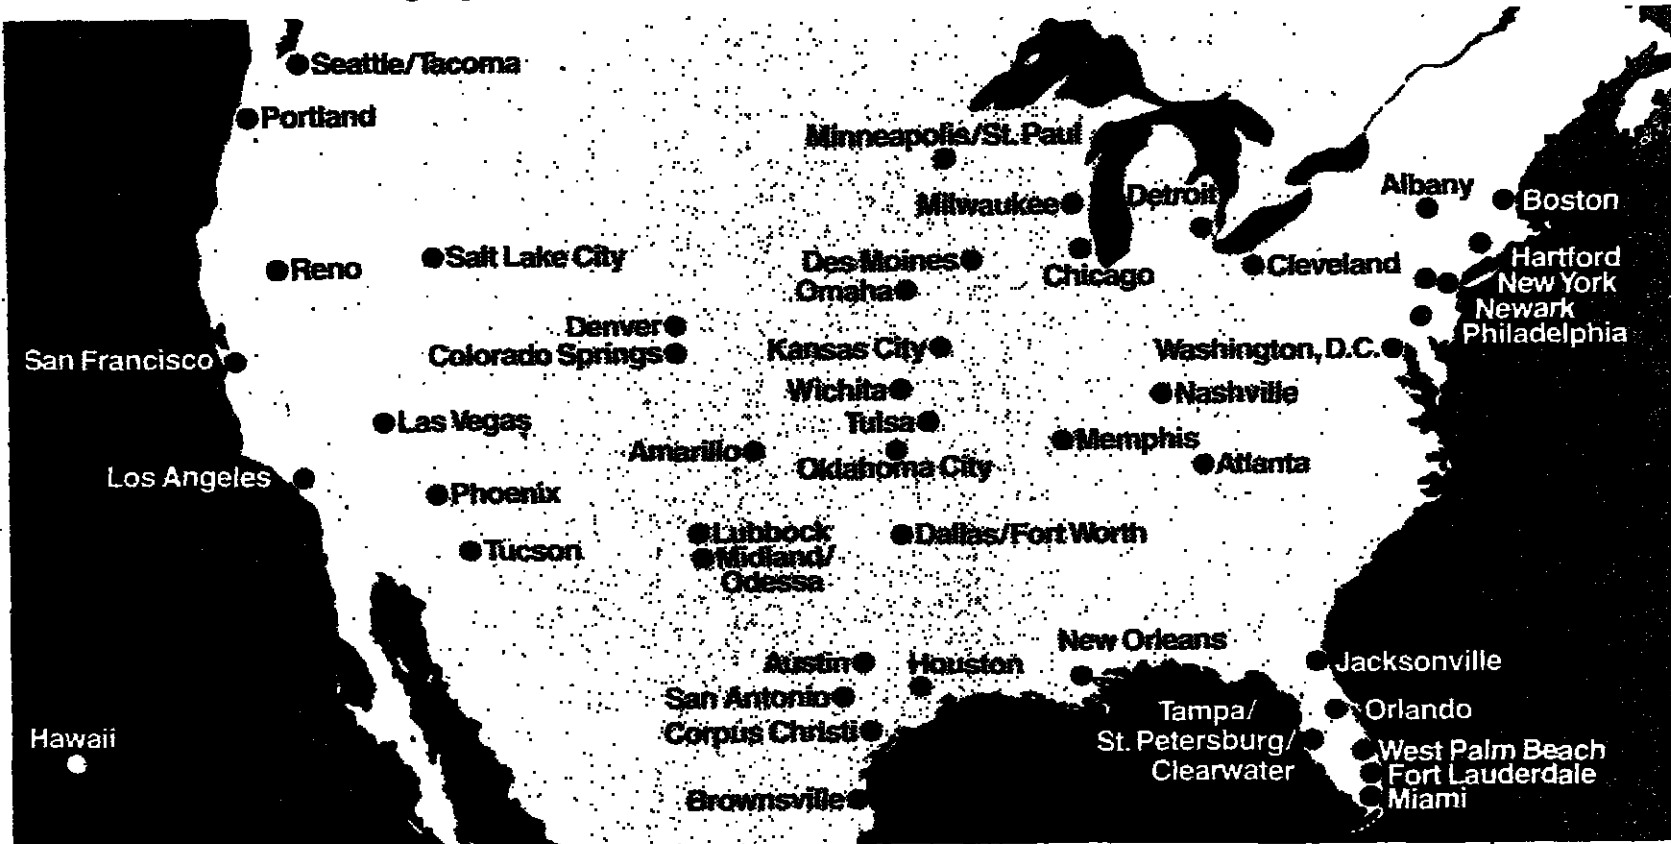 Seattle/Tacoma
Portland
Minneapolis/St. Paul
Milwaukee
Detroit
Albany
Boston
Reno
Salt Lake City
Des Moines
Omaha
Chicago
Cleveland
Hartford
New York
Newark
Philadelphia
Denver
Colorado Springs
Kansas City
Washington, D.C.
San Francisco
Wichita
Nashville
Las Vegas
Tulsa
Amarillo
Oklahoma City
Memphis
Atlanta
Los Angeles
Phoenix
Tucson
Lubbock
Midland/
Odessa
Dallas/Fort Worth
Austin
Houston
New Orleans
San Antonio
Corpus Christi
Brownsville
Jacksonville
Orlando
Tampa/
St. Petersburg/
Clearwater
West Palm Beach
Fort Lauderdale
Miami
Hawaii